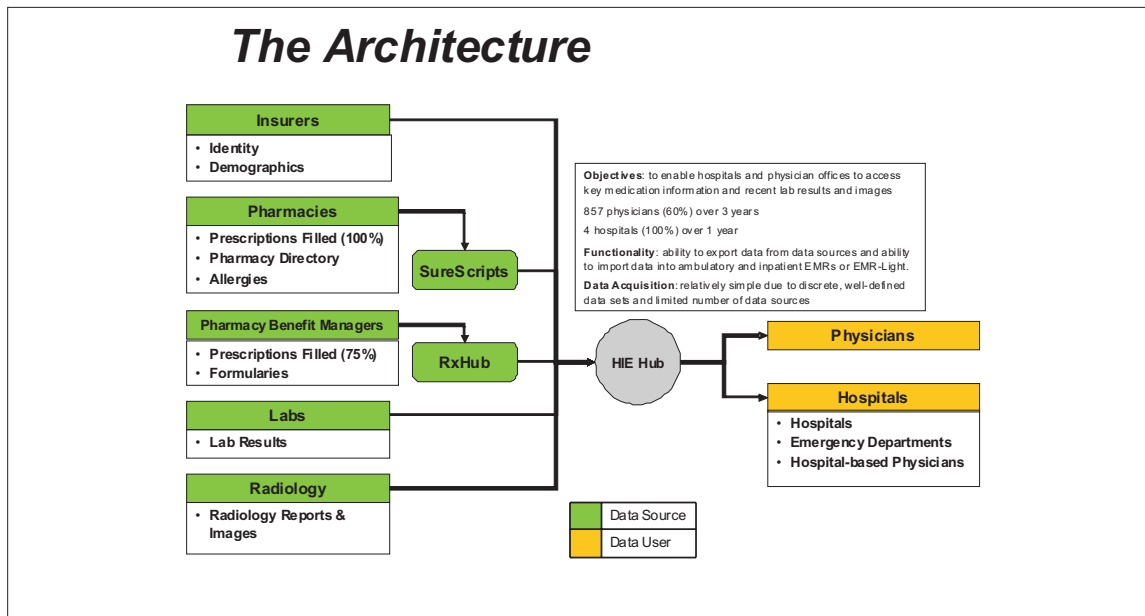 The Architecture
Insurers
• Identity
• Demographics
Pharmacies
• Prescriptions Filled (100%)
• Pharmacy Directory
• Allergies
SureScripts
Pharmacy Benefit Managers
• Prescriptions Filled (75%)
• Formularies
RxHub
Labs
• Lab Results
Radiology
• Radiology Reports &
Images
Objectives: to enable hospitals and physician offices to access
key medication information and recent lab results and images
857 physicians (60%) over 3 years
4 hospitals (100%) over 1 year
Functionality: ability to export data from data sources and ability
to import data into ambulatory and inpatient EMRs or EMR-Light.
Data Acquisition: relatively simple due to discrete, well-defined
data sets and limited number of data sources
HIE Hub
Physicians
Hospitals
• Hospitals
• Emergency Departments
• Hospital-based Physicians
Data Source
Data User